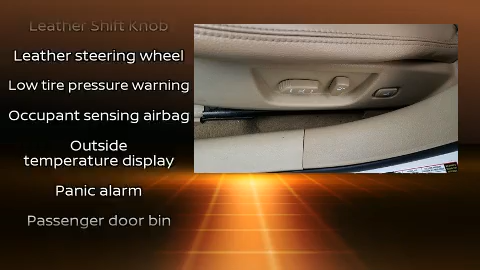 Leather Shift Knob
Leather steering wheel
Low tire pressure warning
Occupant sensing airbag
Outside
temperature display
Panic alarm
Passenger door bin